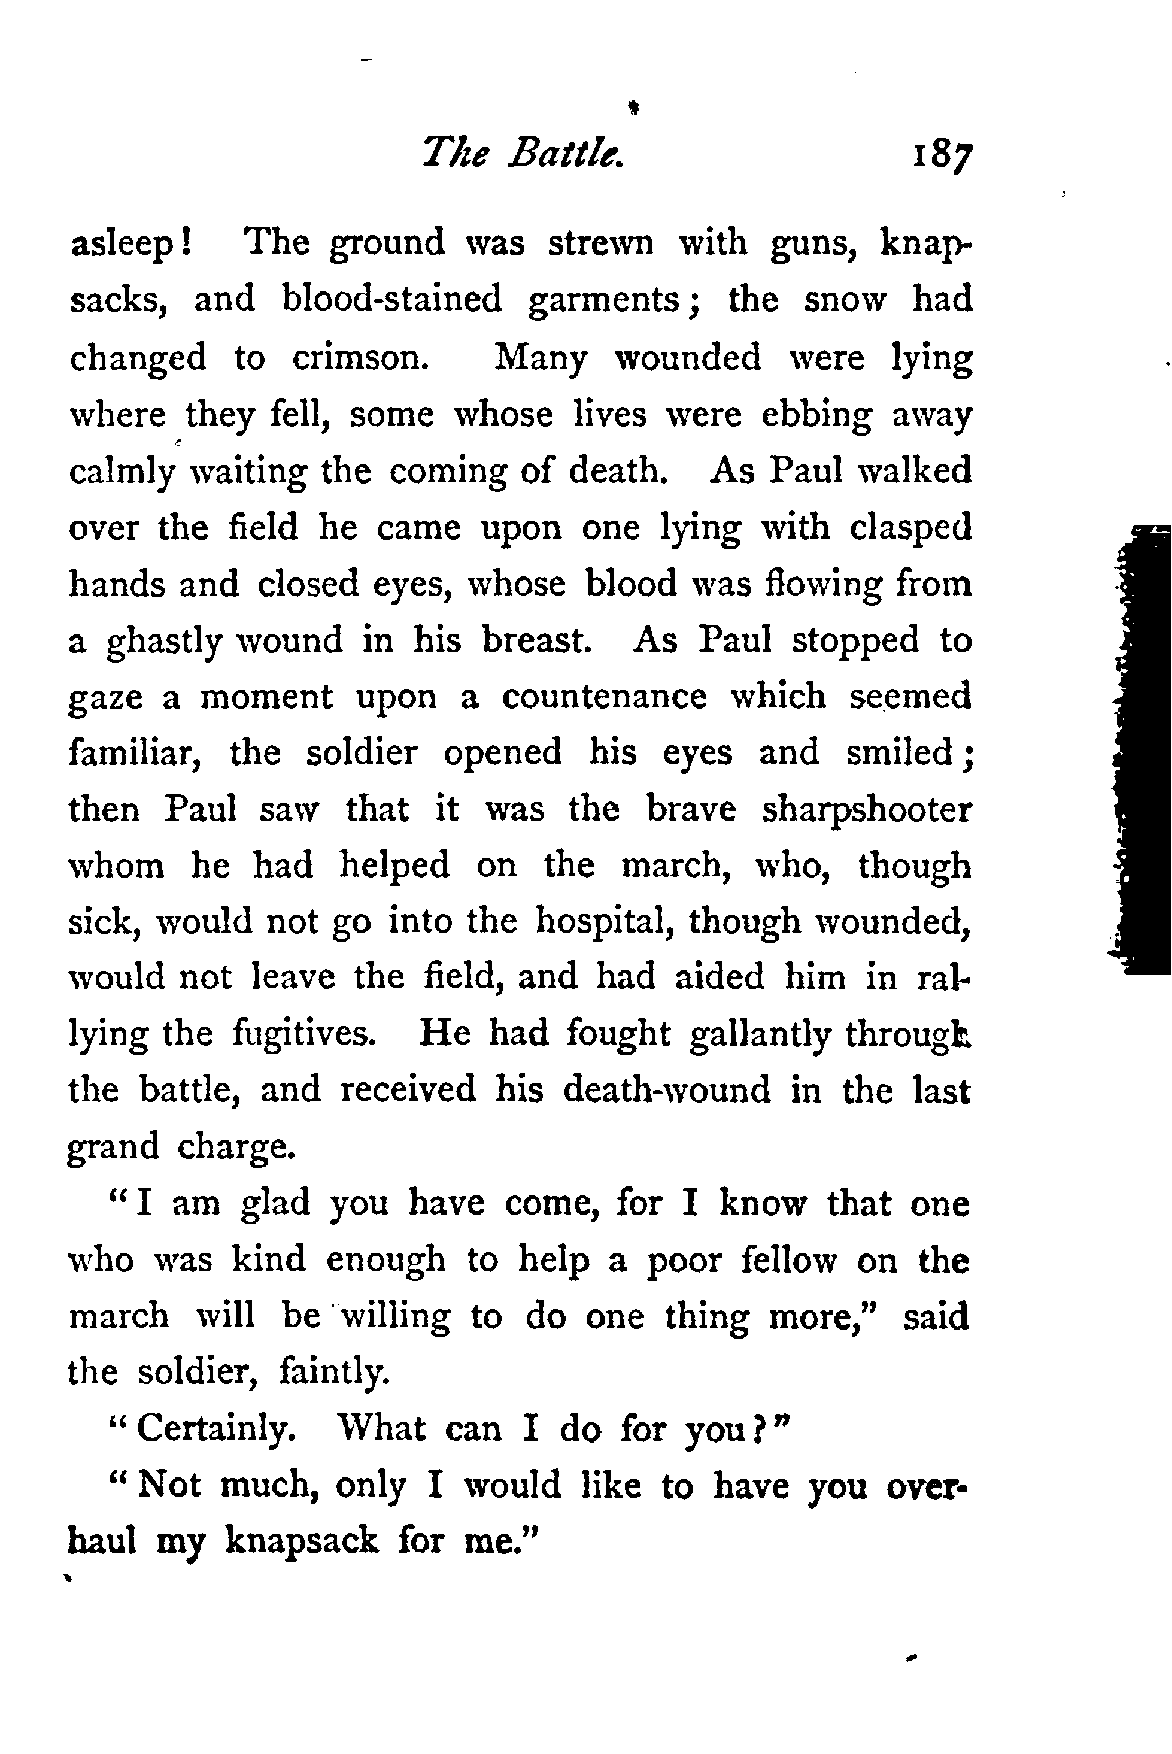 The Battle. 187
asleep! The ground was strewn with guns, knap-
sacks, and blood-stained garments; the snow had
changed to crimson. Many wounded were lying
where they fell, some whose lives were ebbing away
calmly waiting the coming of death. As Paul walked
over the field he came upon one lying with clasped
hands and closed eyes, whose blood was flowing from
a ghastly wound in his breast. As Paul stopped to
gaze a moment upon a countenance which seemed
familiar, the soldier opened his eyes and smiled;
then Paul saw that it was the brave sharpshooter
whom he had helped on the march, who, though
sick, would not go into the hospital, though wounded,
would not leave the field, and had aided him in ral-
lying the fugitives. He had fought gallantly through
the battle, and received his death-wound in the last
grand charge.
"I am glad you have come, for I know that one
who was kind enough to help a poor fellow on the
march will be willing to do one thing more," said
the soldier, faintly.
"Certainly. What can I do for you?"
"Not much, only I would like to have you over-
haul my knapsack for me."